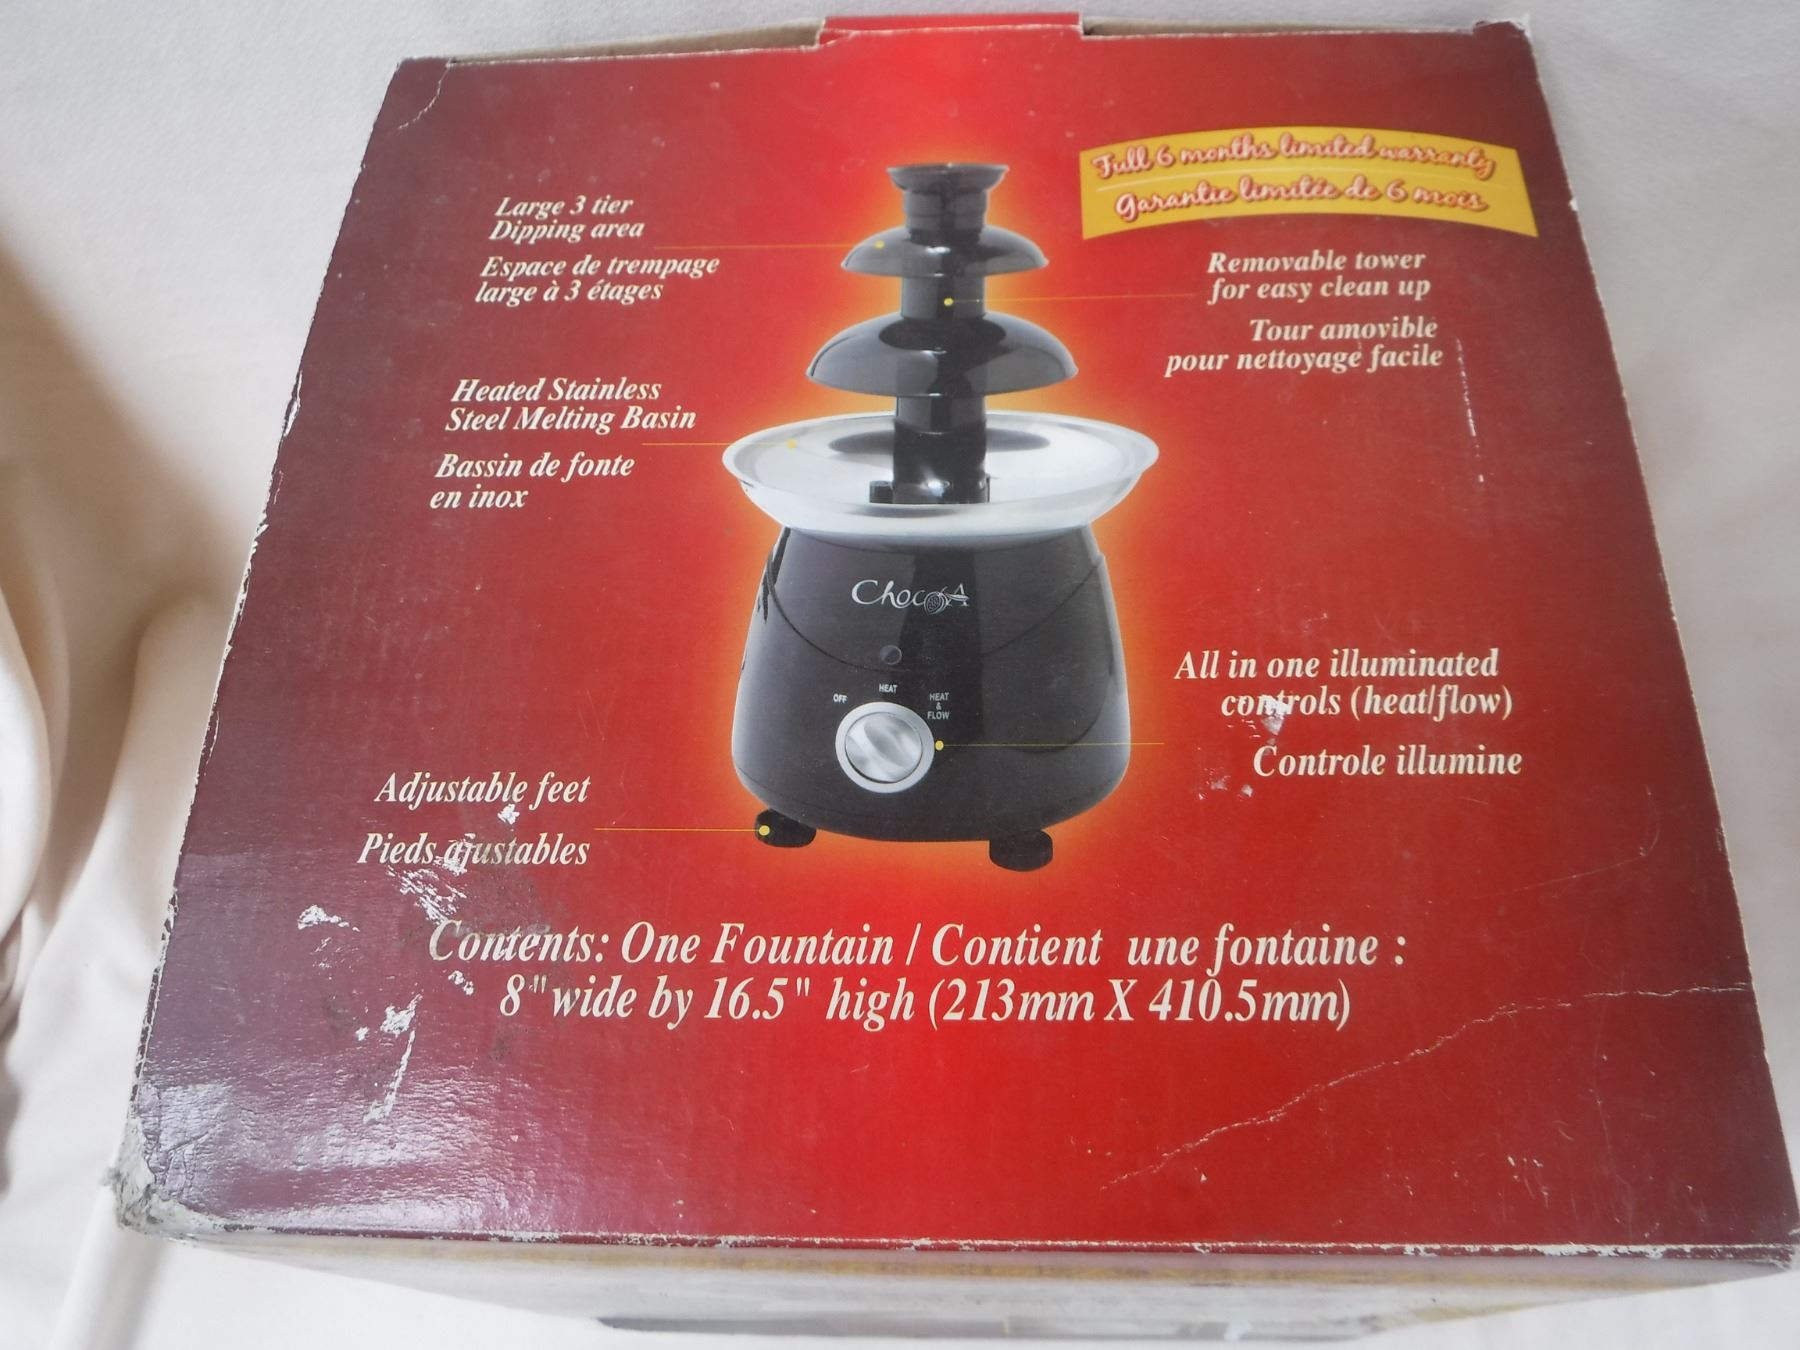 Full 6 months limited warranty
Garantie limitée de 6 mois
Large 3 tier
Dipping area
Espace de trempage
large à 3 étages
Removable tower
for easy clean up
Tour amovible
pour nettoyage facile
Heated Stainless
Steel Melting Basin
Bassin de fonte
en inox
ChocoA
OFF
HEAT
HEAT
&
FLOW
All in one illuminated
controls (heat/flow)
Controle illumine
Adjustable feet
Pieds ajustables
Contents: One Fountain / Contient une fontaine :
8" wide by 16.5" high (213mm X 410.5mm)